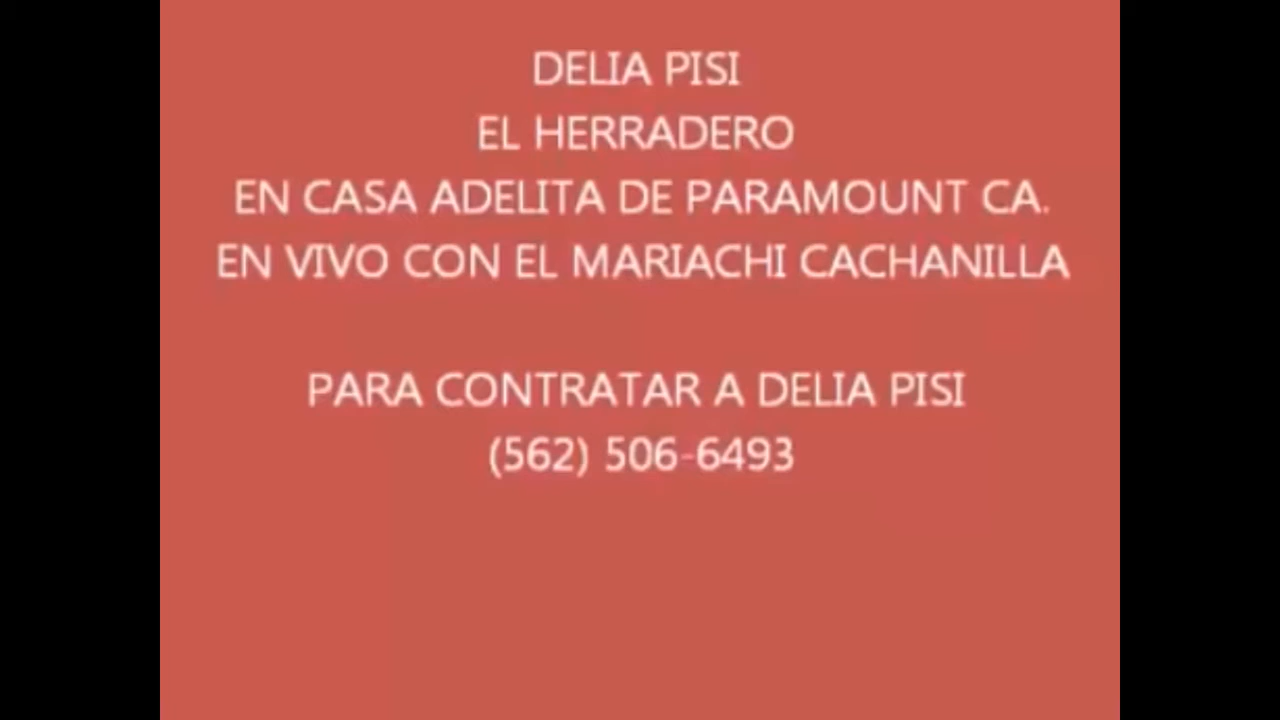 DELIA PISI
EL HERRADERO
EN CASA ADELITA DE PARAMOUNT CA.
EN VIVO CON EL MARIACHI CACHANILLA
PARA CONTRATAR A DELIA PISI
(562) 506-6493